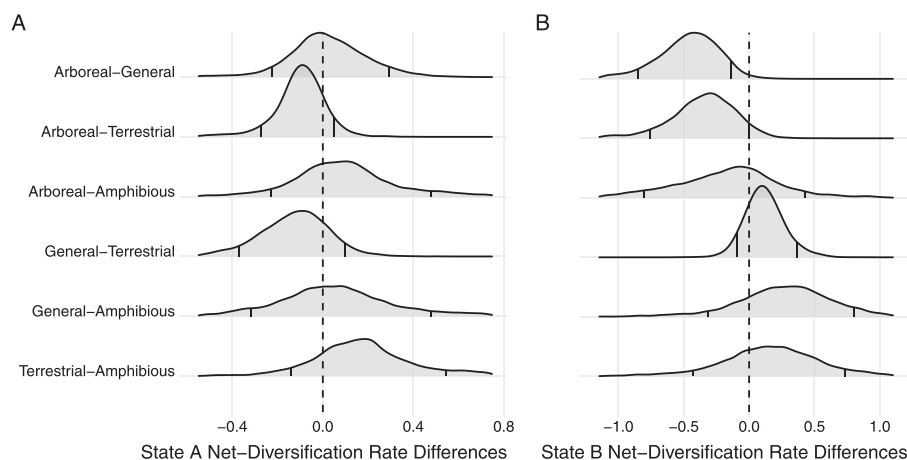 A
B
Arboreal–General
Arboreal–Terrestrial
Arboreal–Amphibious
General–Terrestrial
General–Amphibious
Terrestrial–Amphibious
−0.4 0.0 0.4 0.8
−1.0 −0.5 0.0 0.5 1.0
State A Net–Diversification Rate Differences
State B Net–Diversification Rate Differences